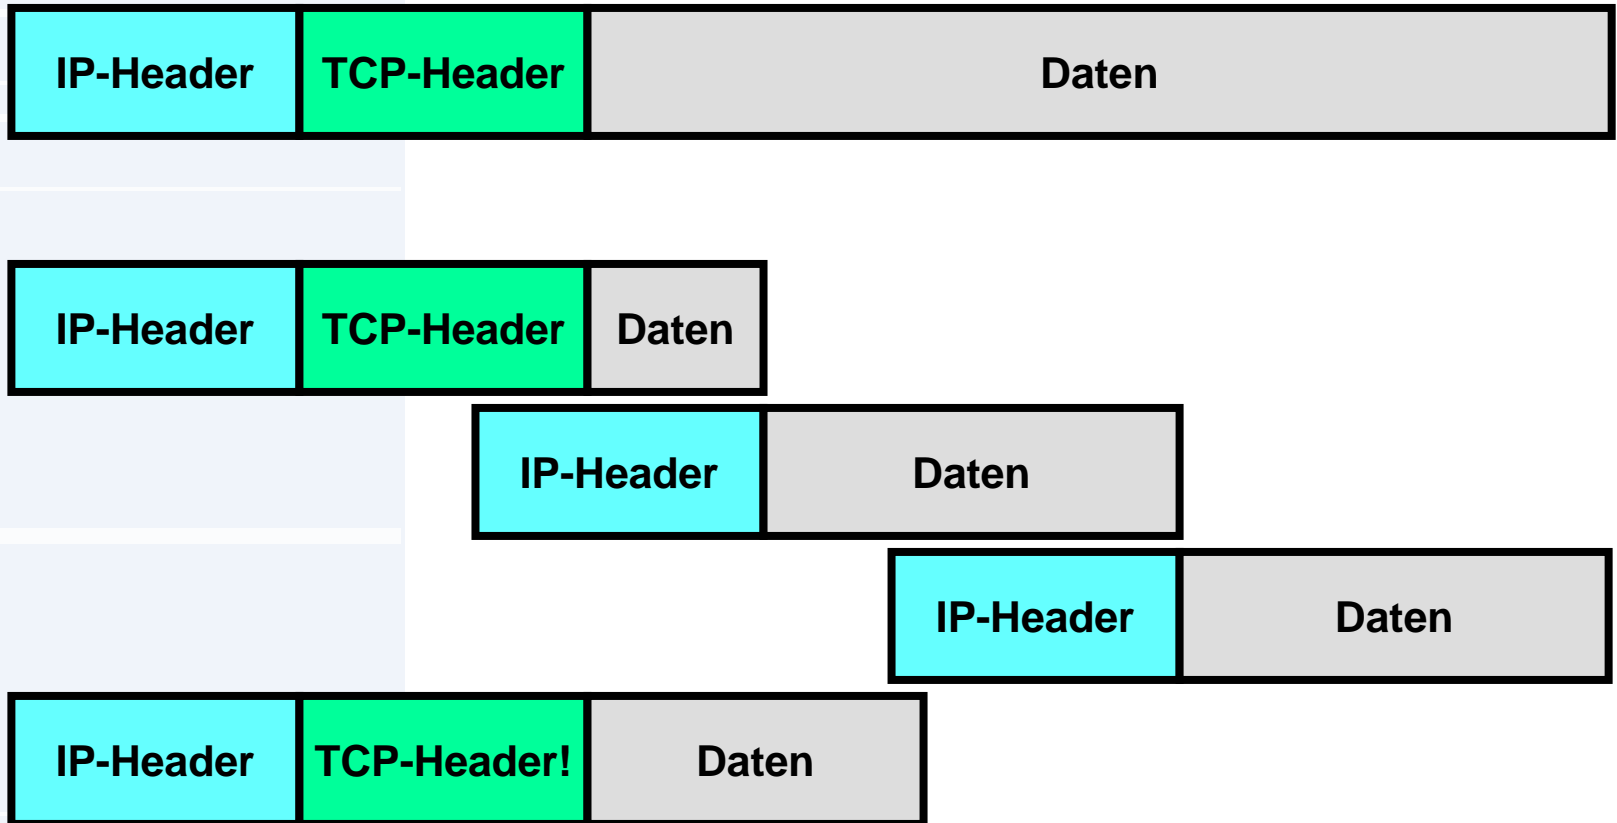 IP-Header TCP-Header Daten
IP-Header TCP-Header Daten
IP-Header Daten
IP-Header Daten
IP-Header TCP-Header! Daten